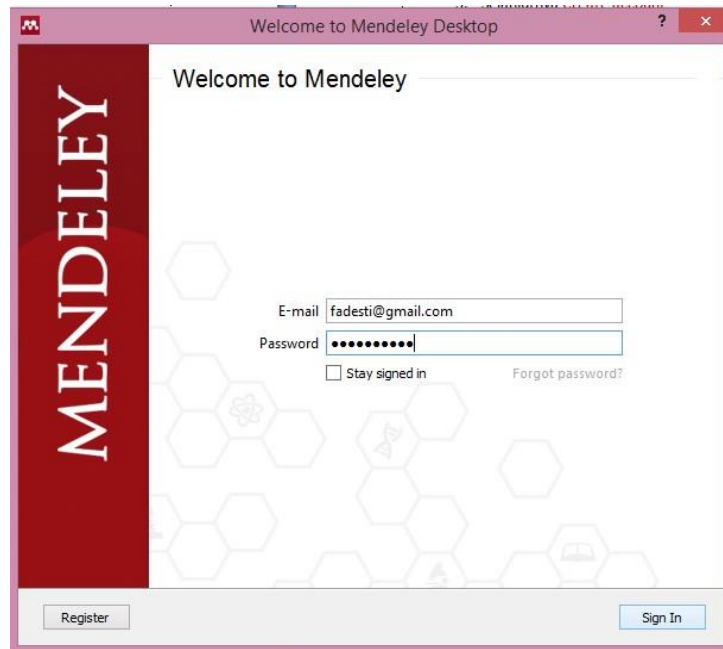 Welcome to Mendeley Desktop
?
Welcome to Mendeley
MENDELEY
E-mail fadesti@gmail.com
Password ••••••••••
Stay signed in Forgot password?
Register Sign In